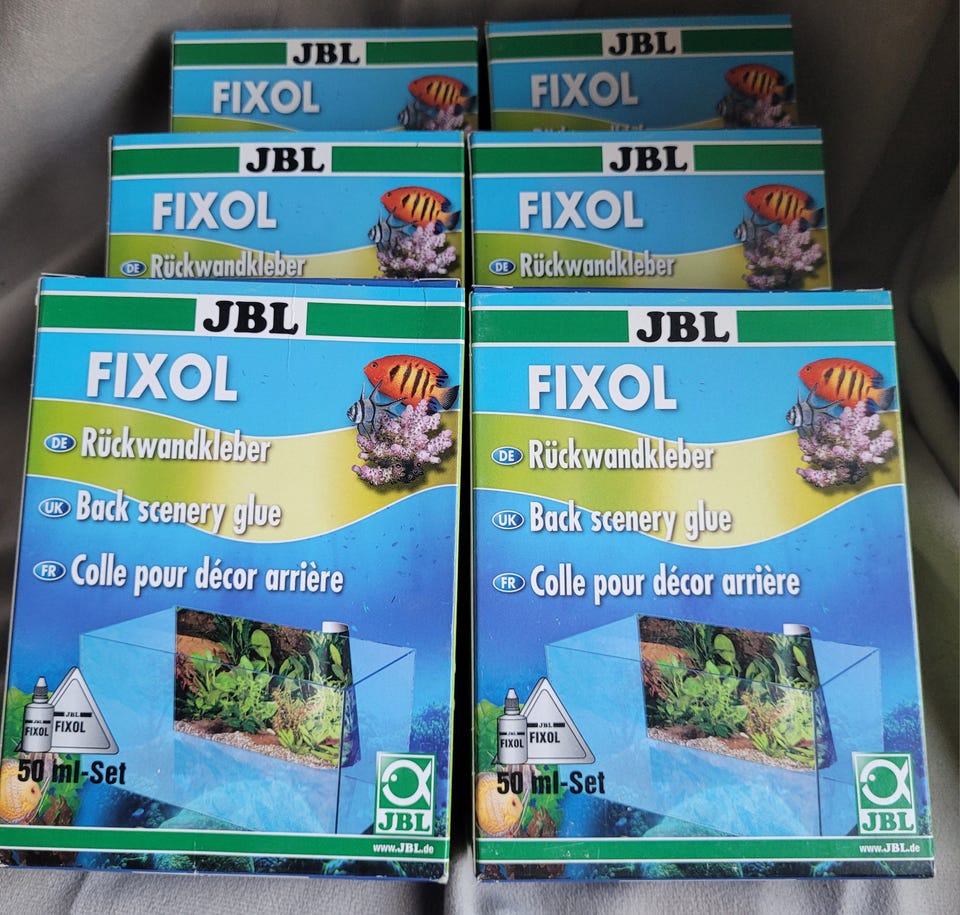 JBL
FIXOL
JBL
FIXOL
JBL
FIXOL
DE Rückwandkleber
JBL
FIXOL
DE Rückwandkleber
JBL
FIXOL
DE Rückwandkleber
UK Back scenery glue
FR Colle pour décor arrière
JBL
FIXOL
FIXOL
50 ml-Set
JBL
www.JBL.de
JBL
FIXOL
DE Rückwandkleber
UK Back scenery glue
FR Colle pour décor arrière
JBL
FIXOL
FIXOL
50 ml-Set
JBL
www.JBL.de